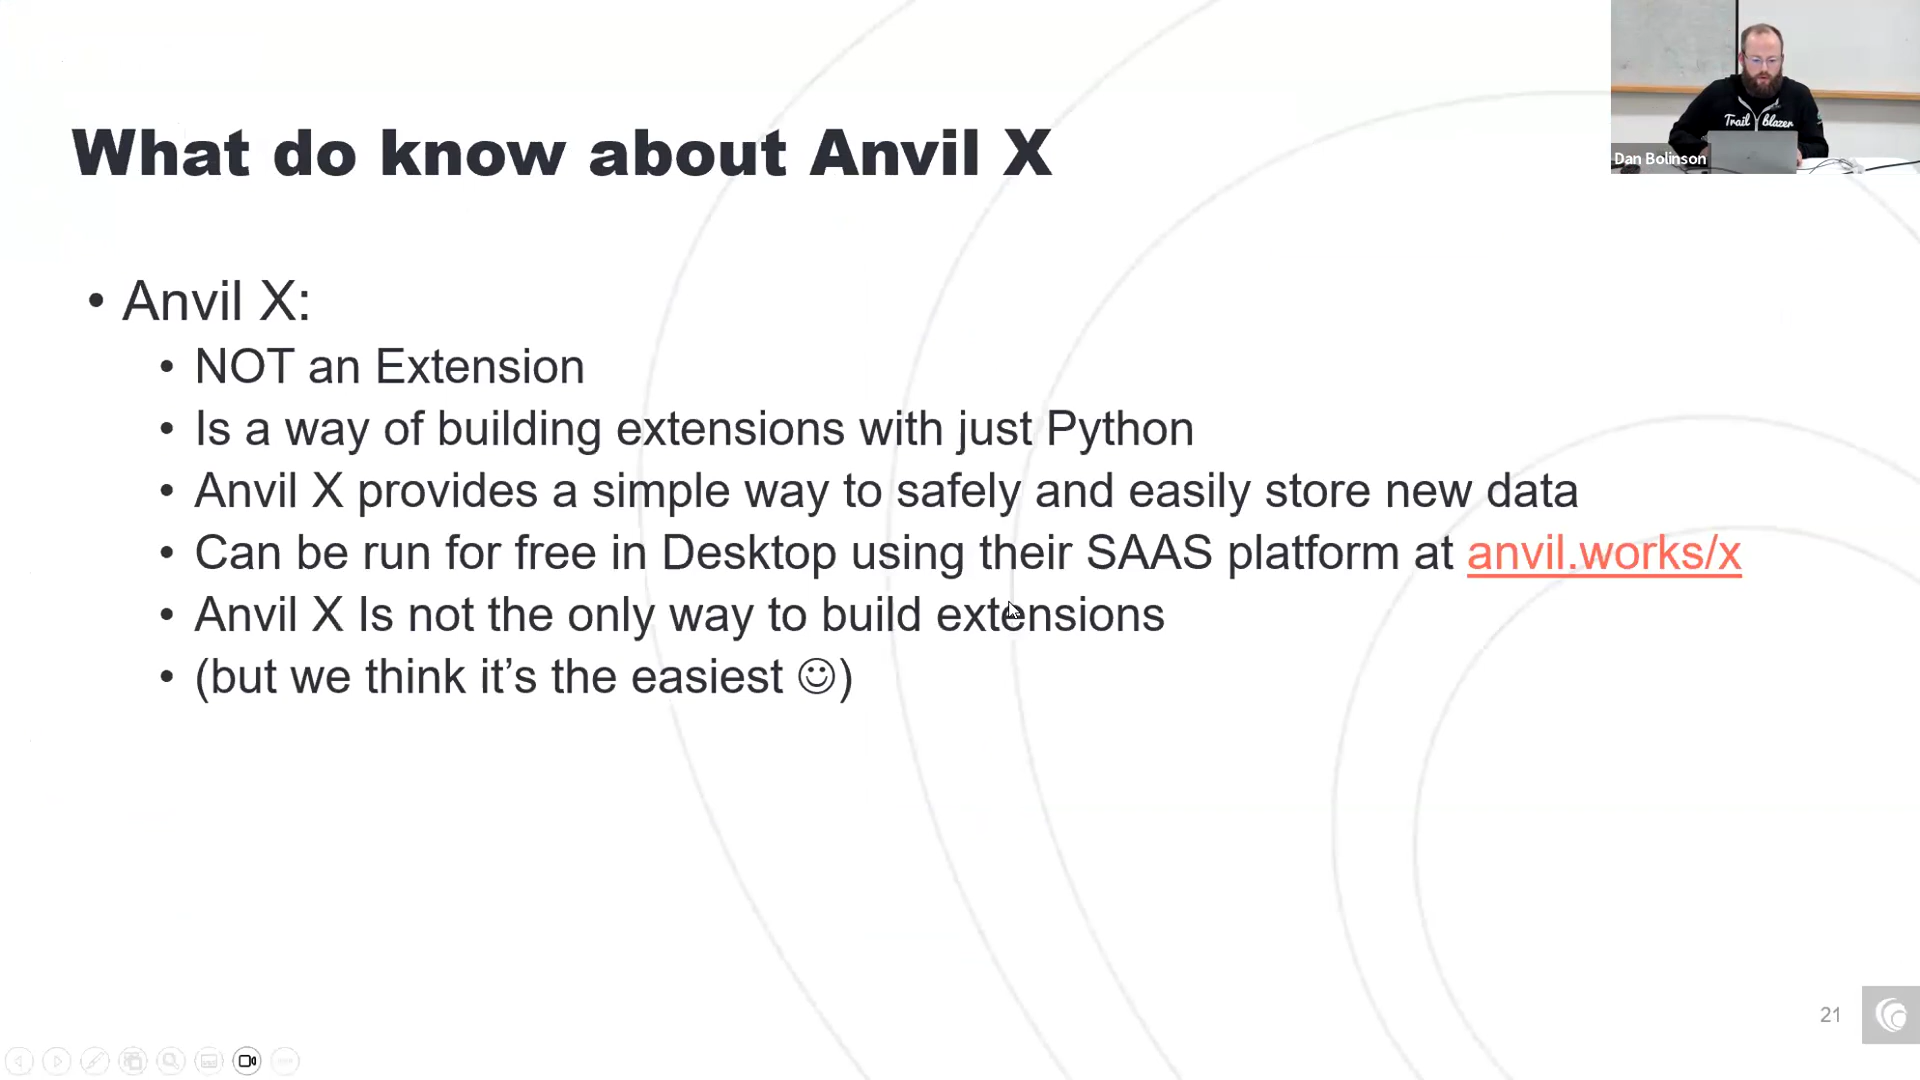 What do know about Anvil X
• Anvil X:
• NOT an Extension
• Is a way of building extensions with just Python
• Anvil X provides a simple way to safely and easily store new data
• Can be run for free in Desktop using their SAAS platform at anvil.works/x
• Anvil X Is not the only way to build extensions
• (but we think it’s the easiest ☺)
Trail blazer
Dan Bolinson
21